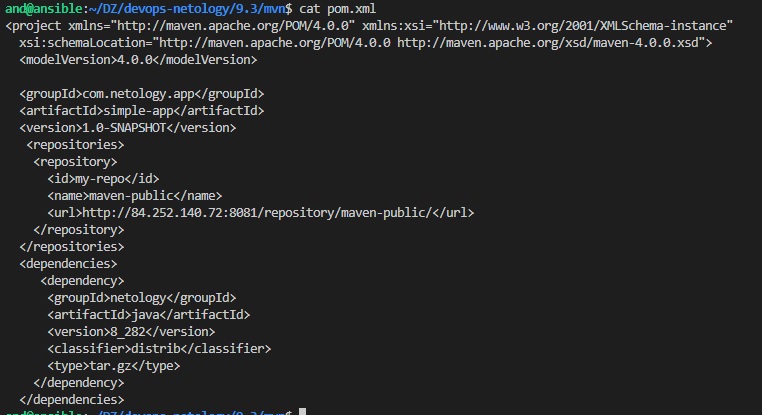 and@ansible:~/DZ/devops-netology/9.3/mvn$ cat pom.xml
<project xmlns="http://maven.apache.org/POM/4.0.0" xmlns:xsi="http://www.w3.org/2001/XMLSchema-instance"
  xsi:schemaLocation="http://maven.apache.org/POM/4.0.0 http://maven.apache.org/xsd/maven-4.0.0.xsd">
  <modelVersion>4.0.0</modelVersion>

  <groupId>com.netology.app</groupId>
  <artifactId>simple-app</artifactId>
  <version>1.0-SNAPSHOT</version>
   <repositories>
    <repository>
      <id>my-repo</id>
      <name>maven-public</name>
      <url>http://84.252.140.72:8081/repository/maven-public/</url>
    </repository>
  </repositories>
  <dependencies>
     <dependency>
      <groupId>netology</groupId>
      <artifactId>java</artifactId>
      <version>8_282</version>
      <classifier>distrib</classifier>
      <type>tar.gz</type>
    </dependency>
  </dependencies>
and@ansible:~/DZ/devops-netology/9.3/mvn$